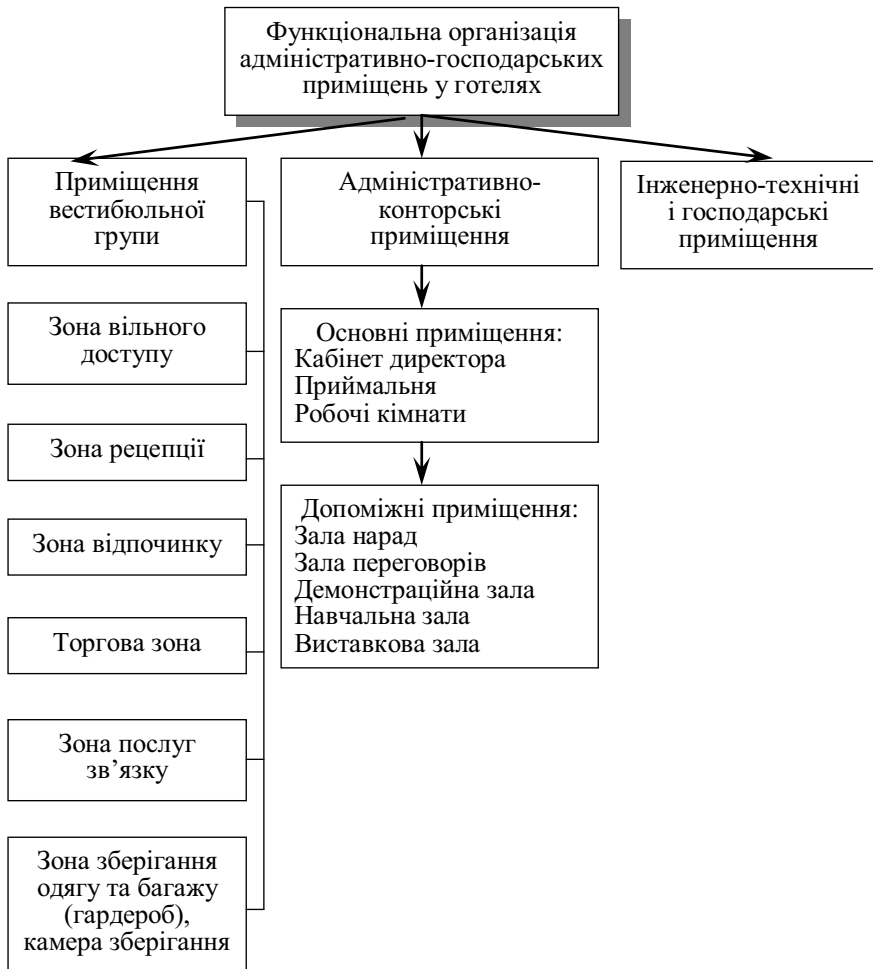 Функціональна організація
адміністративно-господарських
приміщень у готелях
Приміщення
вестибюльної
групи
Зона вільного
доступу
Зона рецепції
Зона відпочинку
Торгова зона
Зона послуг
зв’язку
Зона зберігання
одягу та багажу
(гардероб),
камера зберігання
Адміністративно-
конторські
приміщення
Основні приміщення:
Кабінет директора
Приймальня
Робочі кімнати
Допоміжні приміщення:
Зала нарад
Зала переговорів
Демонстраційна зала
Навчальна зала
Виставкова зала
Інженерно-технічні
і господарські
приміщення